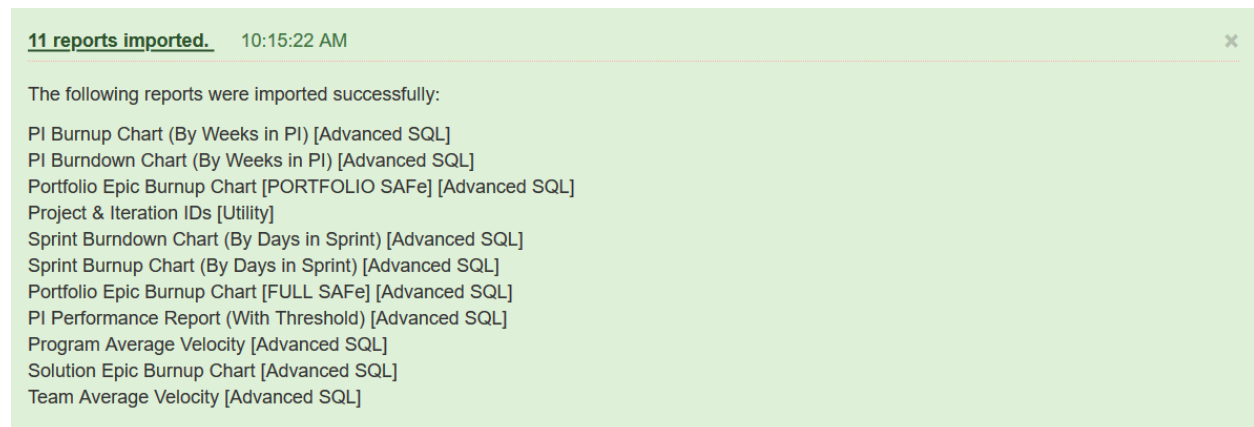 11 reports imported. 10:15:22 AM
The following reports were imported successfully:
PI Burnup Chart (By Weeks in PI) [Advanced SQL]
PI Burndown Chart (By Weeks in PI) [Advanced SQL]
Portfolio Epic Burnup Chart [PORTFOLIO SAFe] [Advanced SQL]
Project & Iteration IDs [Utility]
Sprint Burndown Chart (By Days in Sprint) [Advanced SQL]
Sprint Burnup Chart (By Days in Sprint) [Advanced SQL]
Portfolio Epic Burnup Chart [FULL SAFe] [Advanced SQL]
PI Performance Report (With Threshold) [Advanced SQL]
Program Average Velocity [Advanced SQL]
Solution Epic Burnup Chart [Advanced SQL]
Team Average Velocity [Advanced SQL]